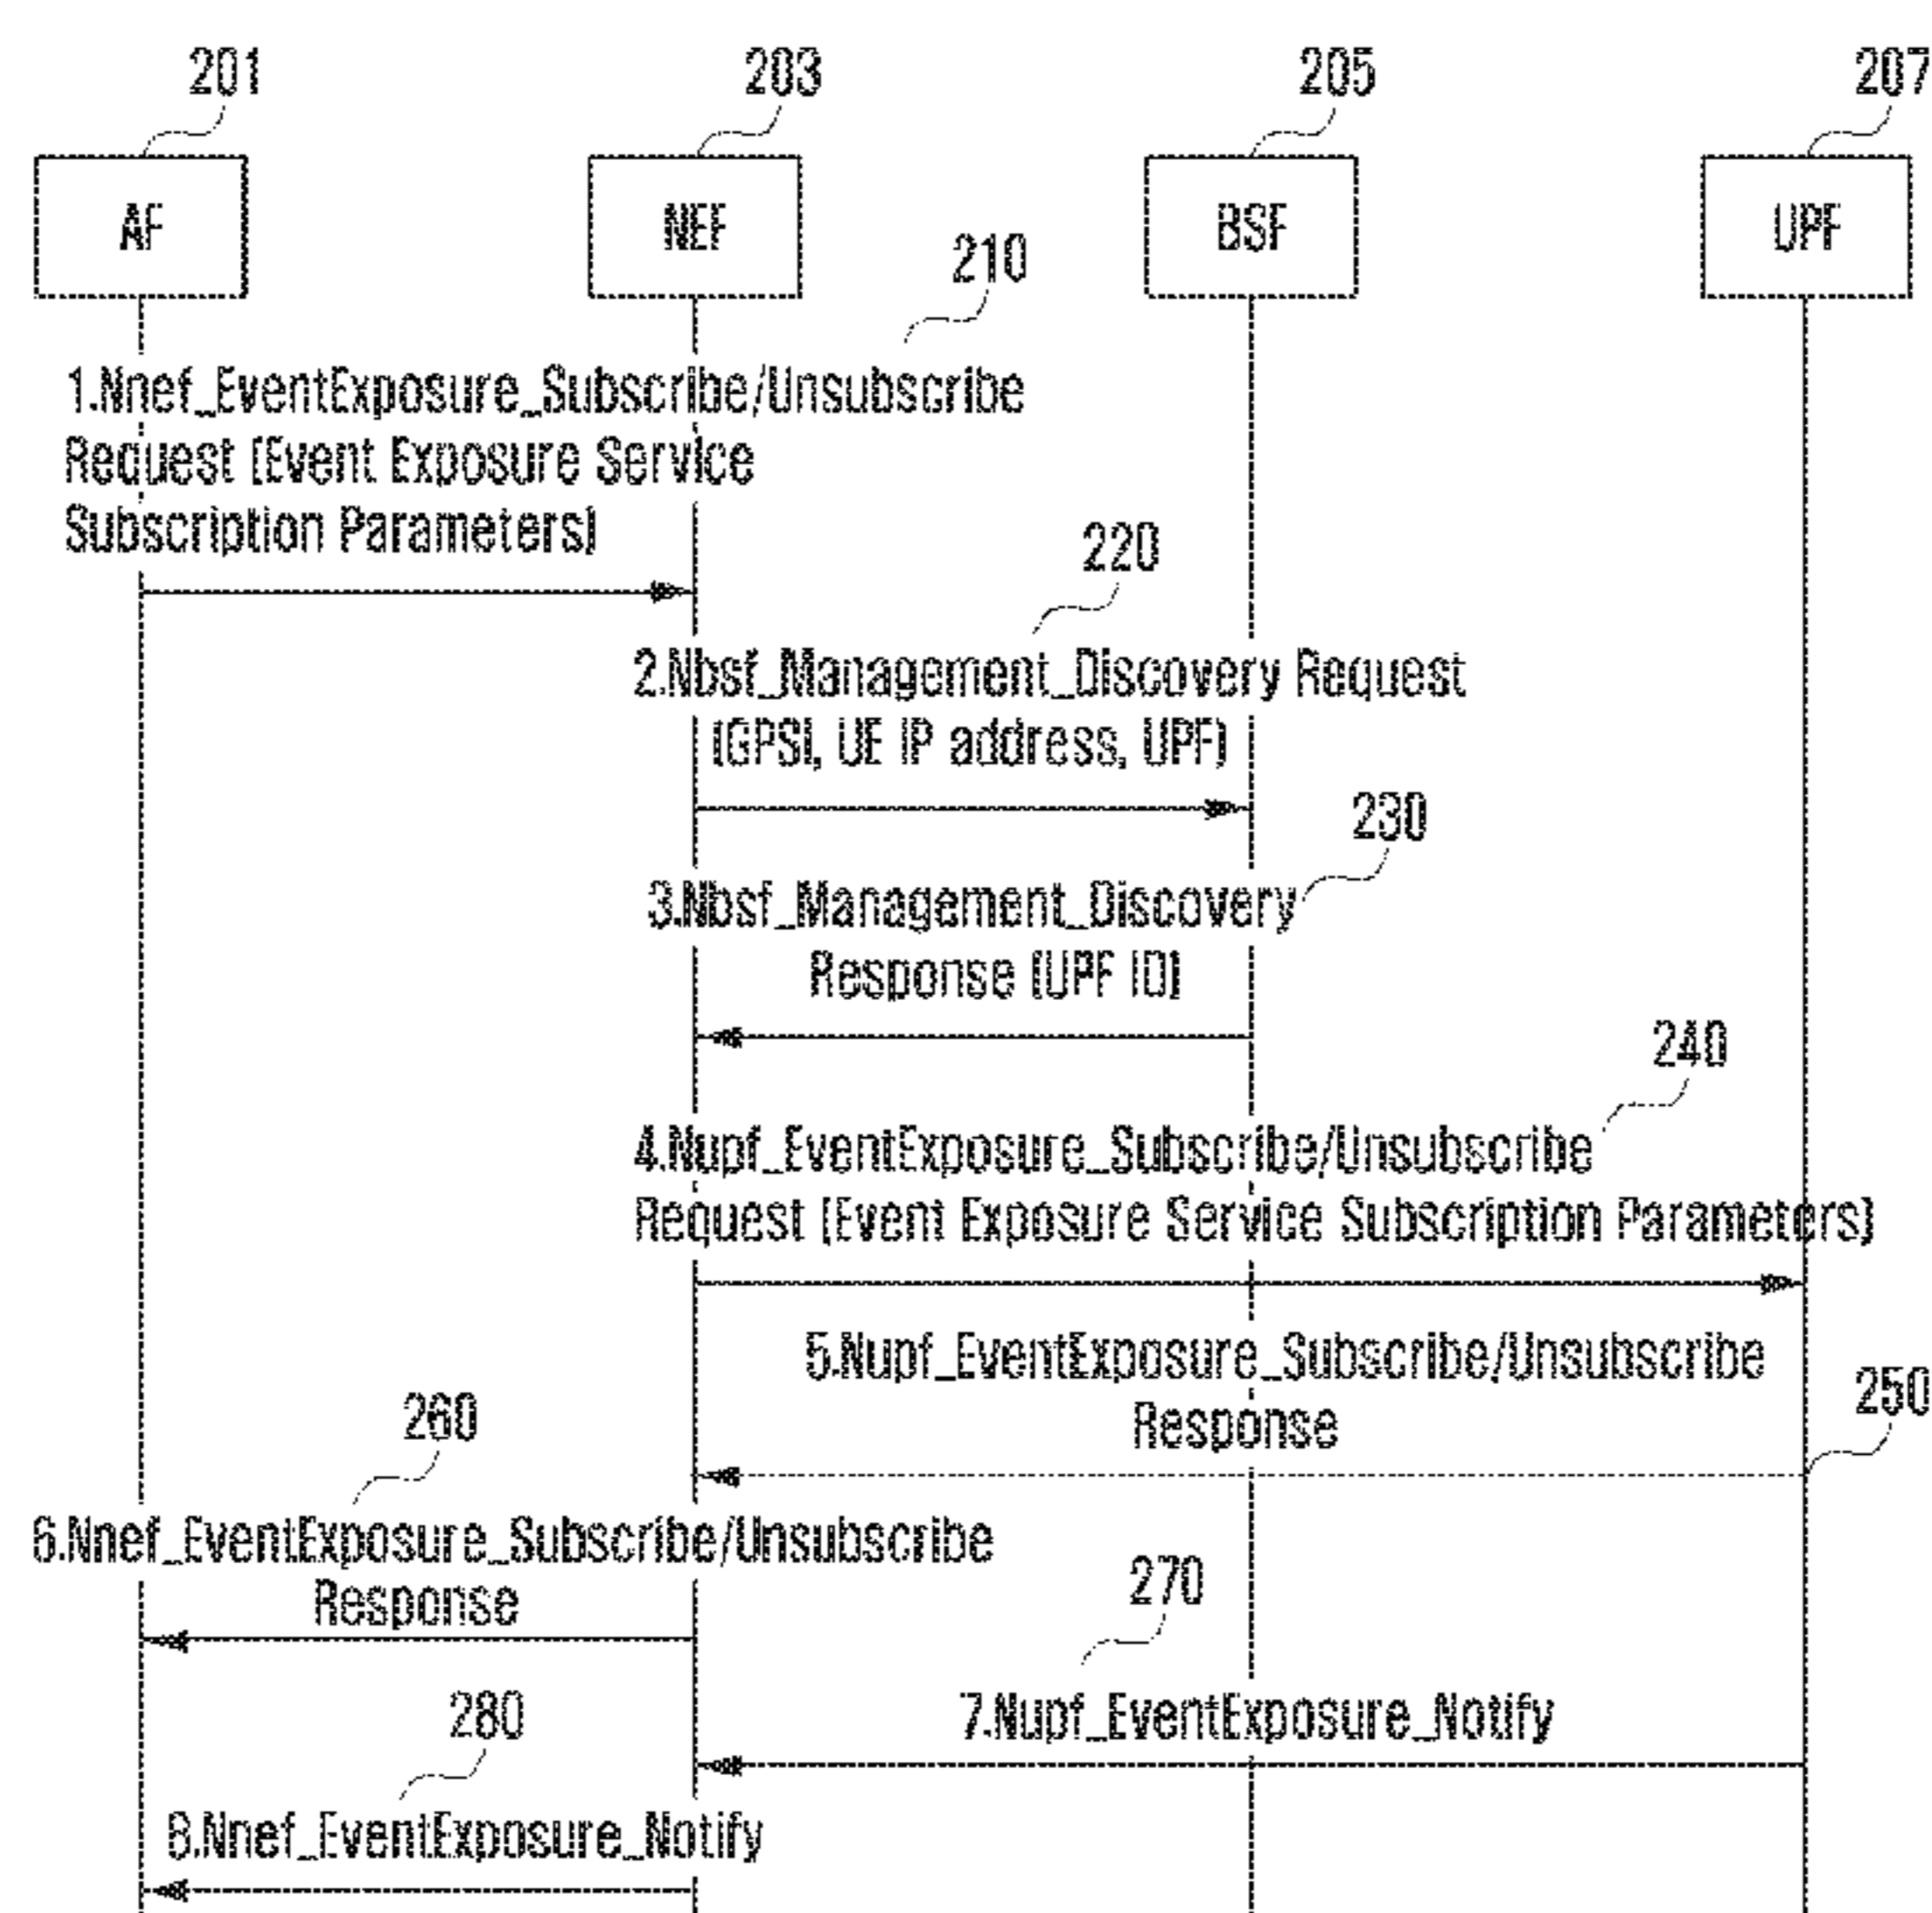 201
203
205
207
AF
NEF
BSF
UPF
210
1.Nnef_EventExposure_Subscribe/Unsubscribe
Request (Event Exposure Service
Subscription Parameters)
220
2.Nbsf_Management_Discovery Request
(GPSI, UE IP address, UPF)
230
3.Nbsf_Management_Discovery
Response (UPF ID)
240
4.Nupf_EventExposure_Subscribe/Unsubscribe
Request (Event Exposure Service Subscription Parameters)
5.Nupf_EventExposure_Subscribe/Unsubscribe
Response
250
260
6.Nnef_EventExposure_Subscribe/Unsubscribe
Response
270
7.Nupf_EventExposure_Notify
280
8.Nnef_EventExposure_Notify